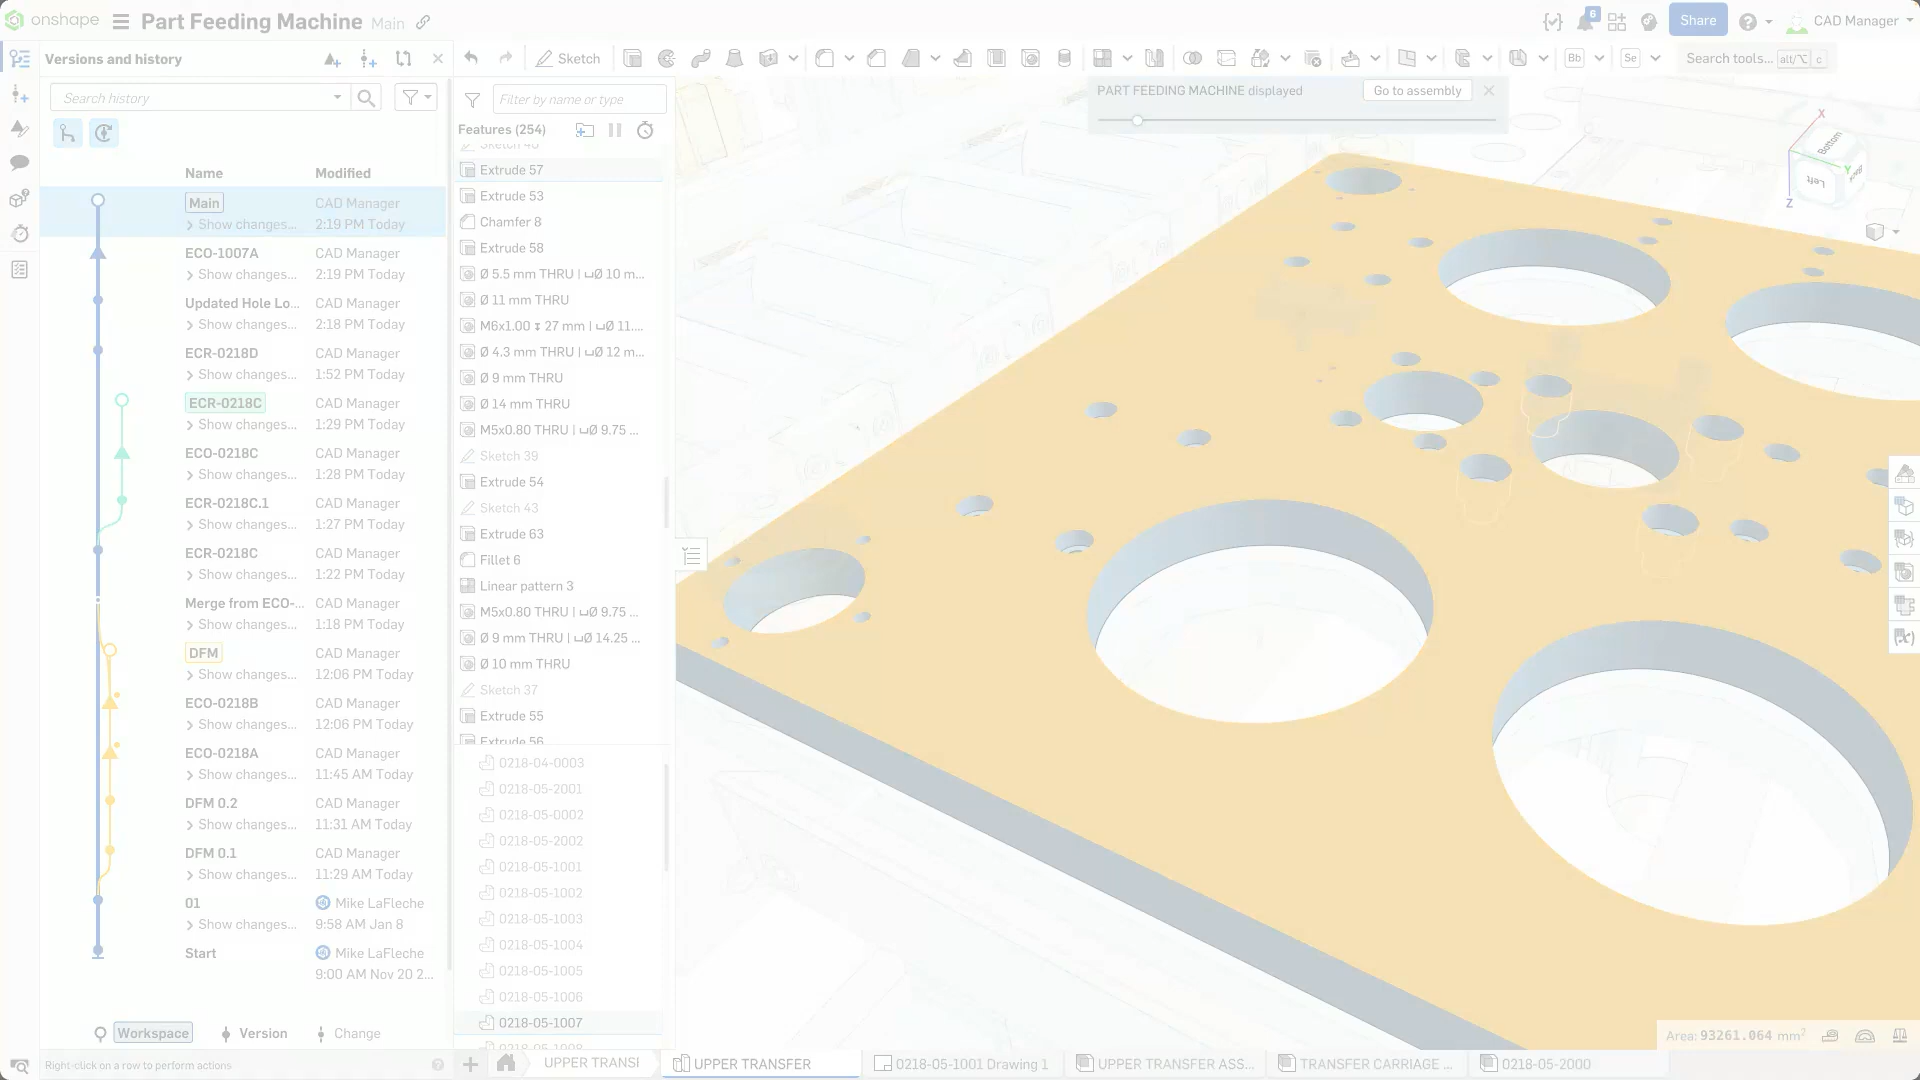 onshape
Part Feeding Machine Main
6
Share
CAD Manager
Versions and history
Sketch
Bb
Se
Search tools... alt/⌥ c
Search history
Filter by name or type
Features (254)
PART FEEDING MACHINE displayed
Go to assembly
X
Bottom
Left
Back
Y
Z
Name Modified
Main CAD Manager
Show changes... 2:19 PM Today
ECO-1007A CAD Manager
Show changes... 2:19 PM Today
Updated Hole Lo... CAD Manager
Show changes... 2:18 PM Today
ECR-0218D CAD Manager
Show changes... 1:52 PM Today
ECR-0218C CAD Manager
Show changes... 1:29 PM Today
ECO-0218C CAD Manager
Show changes... 1:28 PM Today
ECR-0218C.1 CAD Manager
Show changes... 1:27 PM Today
ECR-0218C CAD Manager
Show changes... 1:22 PM Today
Merge from ECO-... CAD Manager
Show changes... 1:18 PM Today
DFM CAD Manager
Show changes... 12:06 PM Today
ECO-0218B CAD Manager
Show changes... 12:06 PM Today
ECO-0218A CAD Manager
Show changes... 11:45 AM Today
DFM 0.2 CAD Manager
Show changes... 11:31 AM Today
DFM 0.1 CAD Manager
Show changes... 11:29 AM Today
01 Mike LaFleche
Show changes... 9:58 AM Jan 8
Start Mike LaFleche
9:00 AM Nov 20 2...
Workspace Version Change
Right-click on a row to perform actions
Extrude 57
Extrude 53
Chamfer 8
Extrude 58
Ø 5.5 mm THRU | ⌴Ø 10 m...
Ø 11 mm THRU
M6x1.00 ↧ 27 mm | ⌴Ø 11....
Ø 4.3 mm THRU | ⌴Ø 12 m...
Ø 9 mm THRU
Ø 14 mm THRU
M5x0.80 THRU | ⌴Ø 9.75 ...
Sketch 39
Extrude 54
Sketch 43
Extrude 63
Fillet 6
Linear pattern 3
M5x0.80 THRU | ⌴Ø 9.75 ...
Ø 9 mm THRU | ⌴Ø 14.25 ...
Ø 10 mm THRU
Sketch 37
Extrude 55
Extrude 56
0218-04-0003
0218-05-2001
0218-05-0002
0218-05-2002
0218-05-1001
0218-05-1002
0218-05-1003
0218-05-1004
0218-05-1005
0218-05-1006
0218-05-1007
0218-05-1008
(x)
Area: 93261.064 mm²
UPPER TRANSI
UPPER TRANSFER
0218-05-1001 Drawing 1
UPPER TRANSFER ASS...
TRANSFER CARRIAGE ...
0218-05-2000